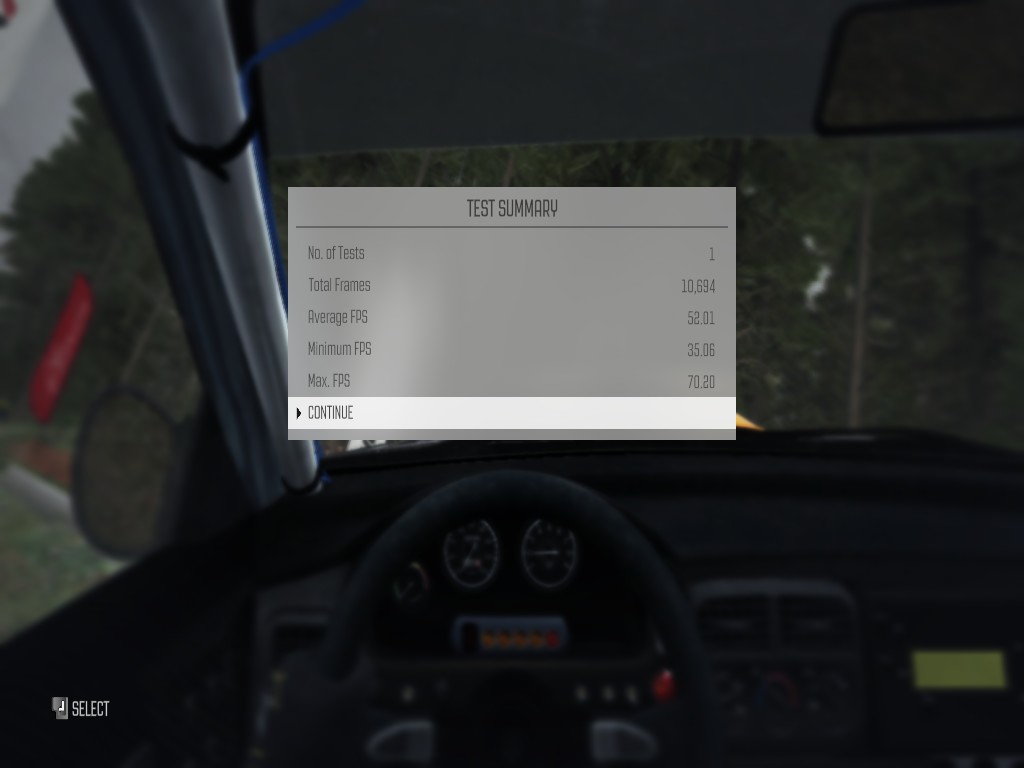 TEST SUMMARY
No. of Tests 1
Total Frames 10,694
Average FPS 52.01
Minimum FPS 35.06
Max. FPS 70.20
CONTINUE
SELECT